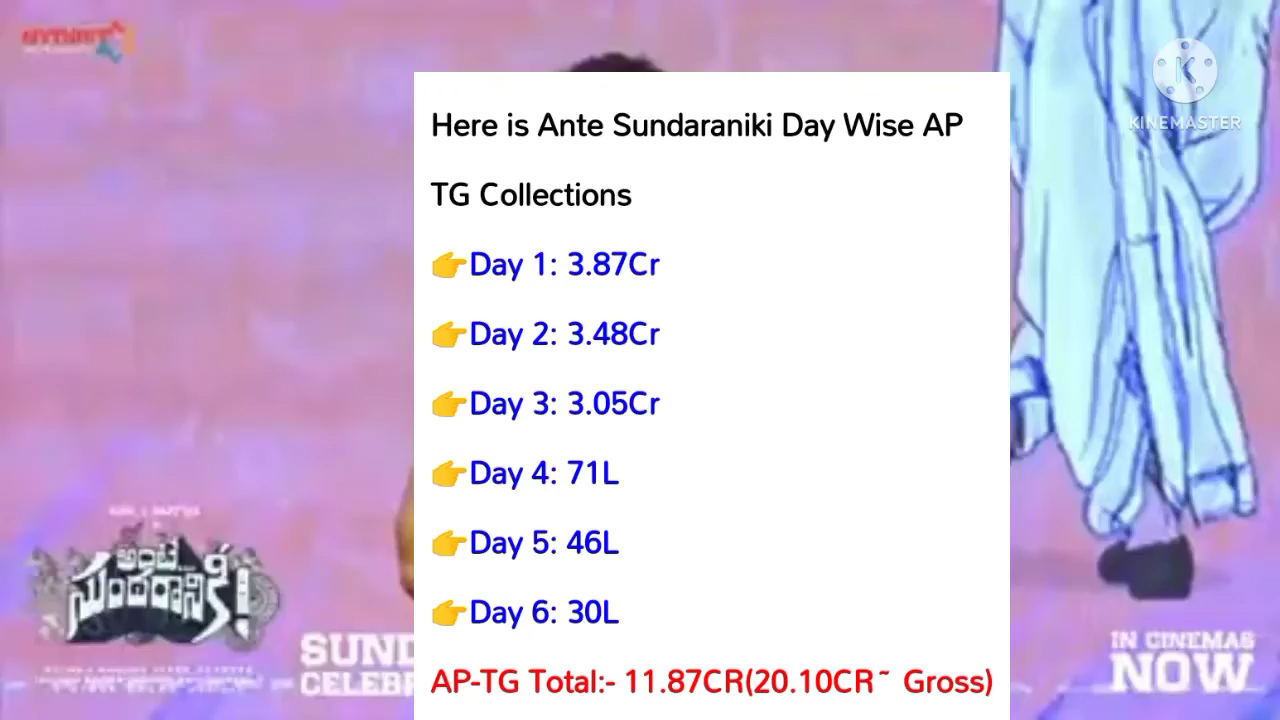 KINEMASTER
Here is Ante Sundaraniki Day Wise AP
TG Collections
👉Day 1: 3.87Cr
👉Day 2: 3.48Cr
👉Day 3: 3.05Cr
👉Day 4: 71L
👉Day 5: 46L
👉Day 6: 30L
AP-TG Total:- 11.87CR(20.10CR~ Gross)
అంటే...
సుందరానికీ!
SUND
CELEBR
IN CINEMAS
NOW